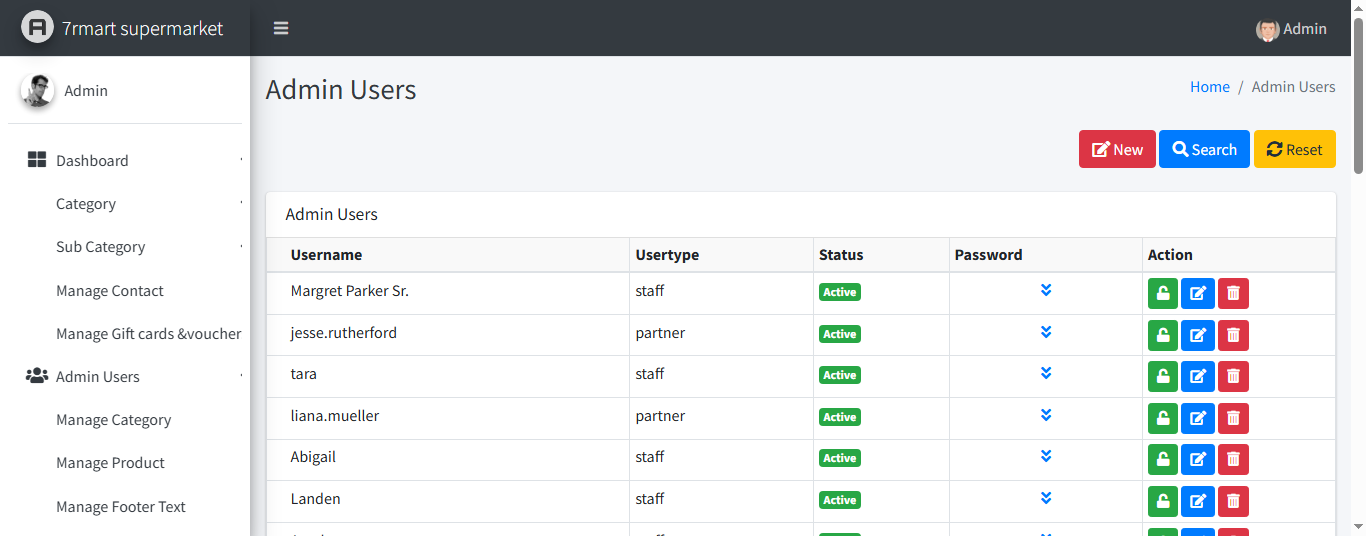 7rmart supermarket
Admin
Admin
Admin Users
Home / Admin Users
Dashboard
Category
Sub Category
Manage Contact
Manage Gift cards &voucher
Admin Users
Manage Category
Manage Product
Manage Footer Text
New Search Reset
Admin Users
Username Usertype Status Password Action
Margret Parker Sr. staff Active
jesse.rutherford partner Active
tara staff Active
liana.mueller partner Active
Abigail staff Active
Landen staff Active